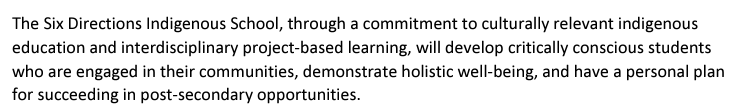 The Six Directions Indigenous School, through a commitment to culturally relevant indigenous
education and interdisciplinary project-based learning, will develop critically conscious students
who are engaged in their communities, demonstrate holistic well-being, and have a personal plan
for succeeding in post-secondary opportunities.